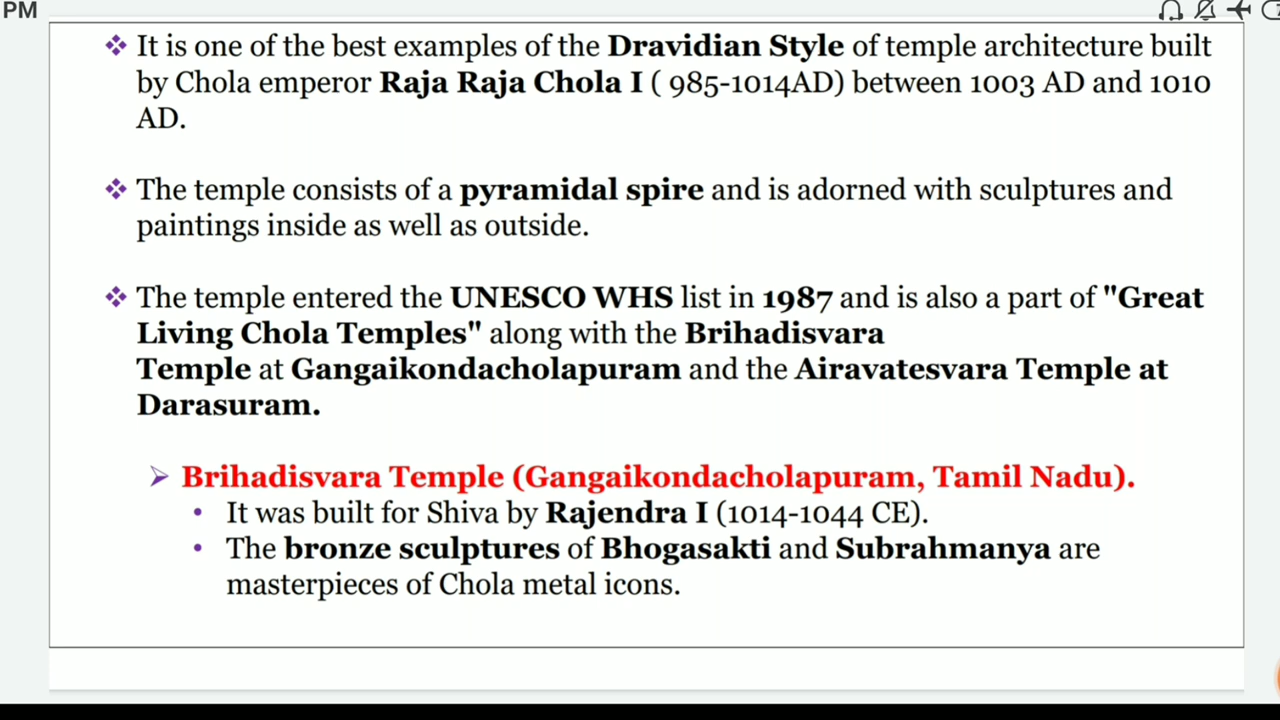 PM
It is one of the best examples of the Dravidian Style of temple architecture built
by Chola emperor Raja Raja Chola I ( 985-1014AD) between 1003 AD and 1010
AD.
The temple consists of a pyramidal spire and is adorned with sculptures and
paintings inside as well as outside.
The temple entered the UNESCO WHS list in 1987 and is also a part of "Great
Living Chola Temples" along with the Brihadisvara
Temple at Gangaikondacholapuram and the Airavatesvara Temple at
Darasuram.
Brihadisvara Temple (Gangaikondacholapuram, Tamil Nadu).
It was built for Shiva by Rajendra I (1014-1044 CE).
The bronze sculptures of Bhogasakti and Subrahmanya are
masterpieces of Chola metal icons.